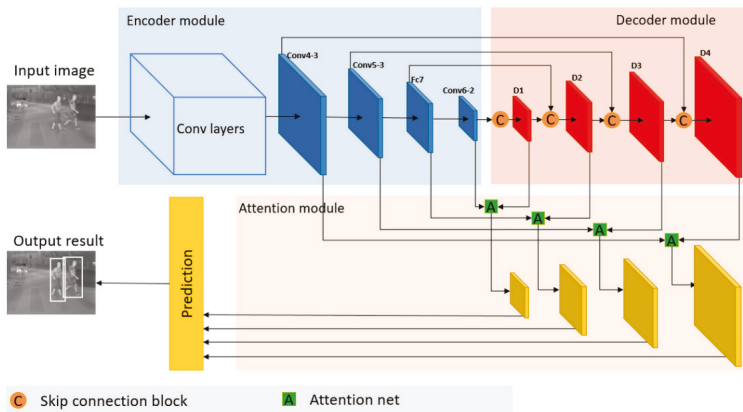 Encoder module
Decoder module
Input image
Conv layers
Conv4-3
Conv5-3
Fc7
Conv6-2
D1
D2
D3
D4
C
C
C
C
Attention module
A
A
A
A
Output result
Prediction
C Skip connection block
A Attention net